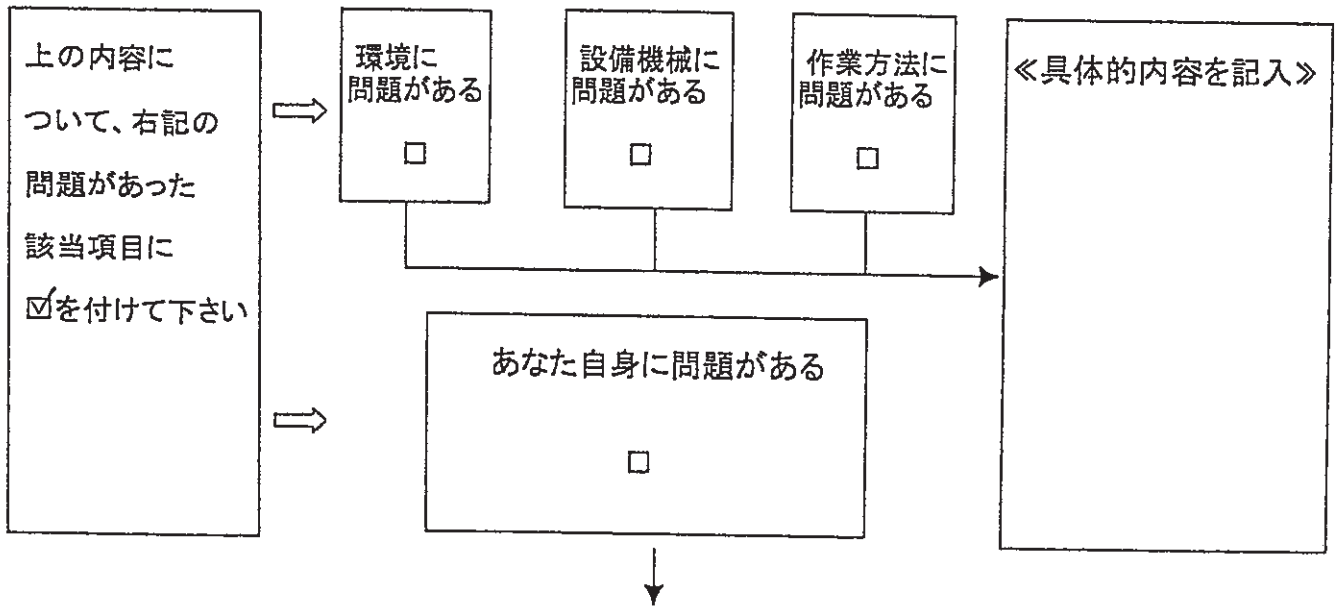 上の内容に
ついて、右記の
問題があった
該当項目に
☑を付けて下さい
環境に
問題がある
□
設備機械に
問題がある
□
作業方法に
問題がある
□
≪具体的内容を記入≫
あなた自身に問題がある
□